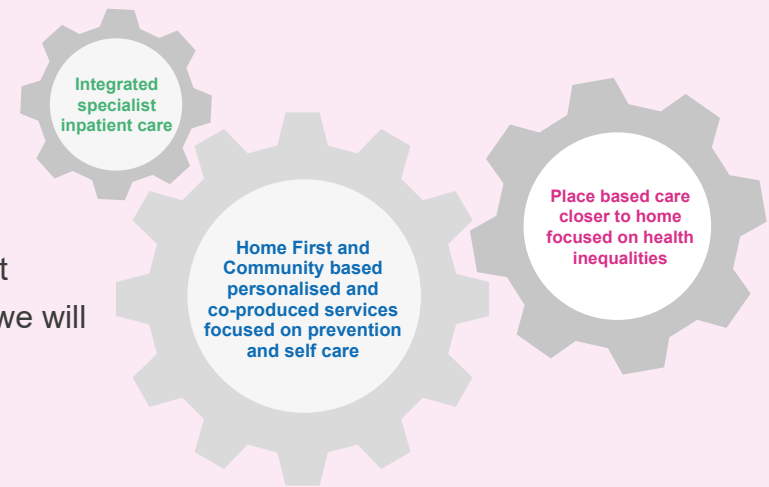 Integrated
specialist
inpatient care
t
we will
Home First and
Community based
personalised and
co-produced services
focused on prevention
and self care
Place based care
closer to home
focused on health
inequalities